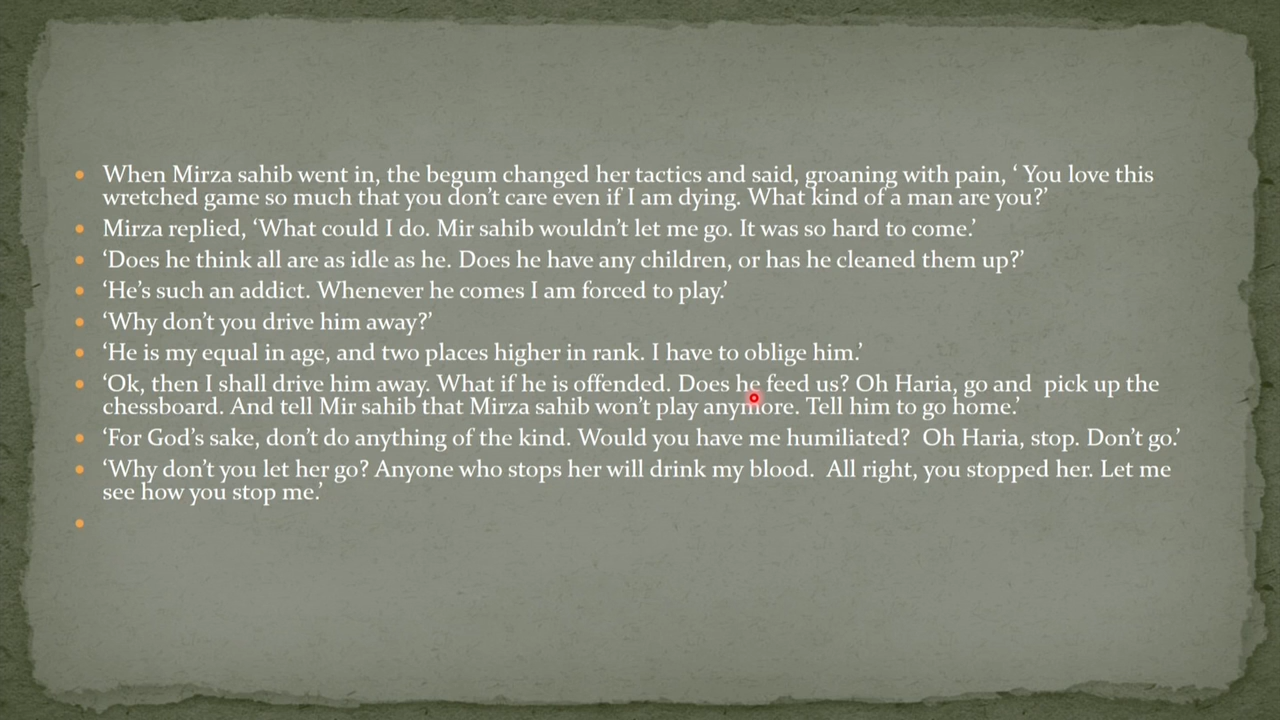 • When Mirza sahib went in, the begum changed her tactics and said, groaning with pain, ‘ You love this
wretched game so much that you don’t care even if I am dying. What kind of a man are you?’
• Mirza replied, ‘What could I do. Mir sahib wouldn’t let me go. It was so hard to come.’
• ‘Does he think all are as idle as he. Does he have any children, or has he cleaned them up?’
• ‘He’s such an addict. Whenever he comes I am forced to play.’
• ‘Why don’t you drive him away?’
• ‘He is my equal in age, and two places higher in rank. I have to oblige him.’
• ‘Ok, then I shall drive him away. What if he is offended. Does he feed us? Oh Haria, go and  pick up the
chessboard. And tell Mir sahib that Mirza sahib won’t play anymore. Tell him to go home.’
• ‘For God’s sake, don’t do anything of the kind. Would you have me humiliated?  Oh Haria, stop. Don’t go.’
• ‘Why don’t you let her go? Anyone who stops her will drink my blood.  All right, you stopped her. Let me
see how you stop me.’
•